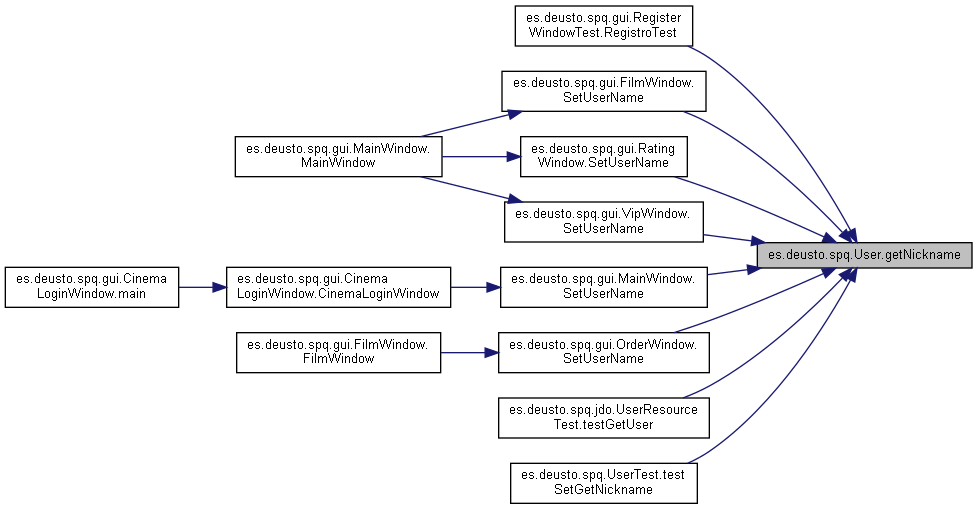 es.deusto.spq.gui.Register
WindowTest.RegistroTest
es.deusto.spq.gui.FilmWindow.
SetUserName
es.deusto.spq.gui.MainWindow.
MainWindow
es.deusto.spq.gui.Rating
Window.SetUserName
es.deusto.spq.gui.VipWindow.
SetUserName
es.deusto.spq.User.getNickname
es.deusto.spq.gui.Cinema
LoginWindow.main
es.deusto.spq.gui.Cinema
LoginWindow.CinemaLoginWindow
es.deusto.spq.gui.MainWindow.
SetUserName
es.deusto.spq.gui.FilmWindow.
FilmWindow
es.deusto.spq.gui.OrderWindow.
SetUserName
es.deusto.spq.jdo.UserResource
Test.testGetUser
es.deusto.spq.UserTest.test
SetGetNickname